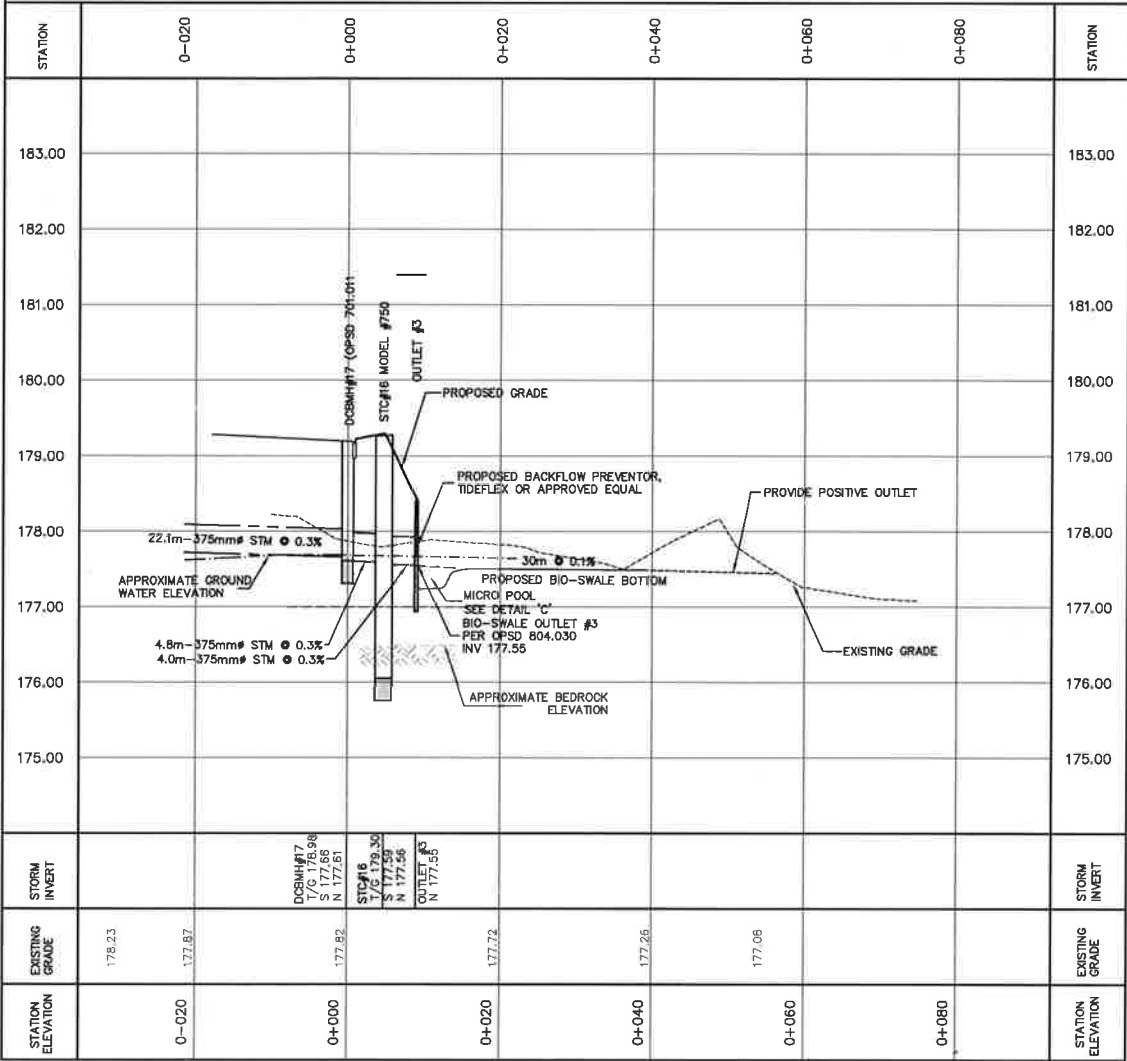 STATION
0-020
0+000
0+020
0+040
0+060
0+080
STATION
183.00
183.00
182.00
182.00
181.00
181.00
180.00
180.00
179.00
179.00
178.00
178.00
177.00
177.00
176.00
176.00
175.00
175.00
DCBMH#17 (OPSD 701.011
STC#16 MODEL #750
OUTLET #3
PROPOSED GRADE
PROPOSED BACKFLOW PREVENTOR,
TIDEFLEX OR APPROVED EQUAL
PROVIDE POSITIVE OUTLET
22.1m-375mmø STM @ 0.3%
30m @ 0.1%
APPROXIMATE GROUND
WATER ELEVATION
PROPOSED BIO-SWALE BOTTOM
MICRO POOL
SEE DETAIL 'C'
BIO-SWALE OUTLET #3
PER OPSD 804.030
INV 177.55
4.8m-375mmø STM @ 0.3%
4.0m-375mmø STM @ 0.3%
EXISTING GRADE
APPROXIMATE BEDROCK
ELEVATION
STORM
INVERT
DCBMH#17
T/G 178.98
S 177.66
N 177.61
STC#16
T/G 179.30
S 177.59
N 177.56
OUTLET #3
N 177.55
STORM
INVERT
EXISTING
GRADE
178.23
177.87
177.82
177.72
177.26
177.06
EXISTING
GRADE
STATION
ELEVATION
0-020
0+000
0+020
0+040
0+060
0+080
STATION
ELEVATION